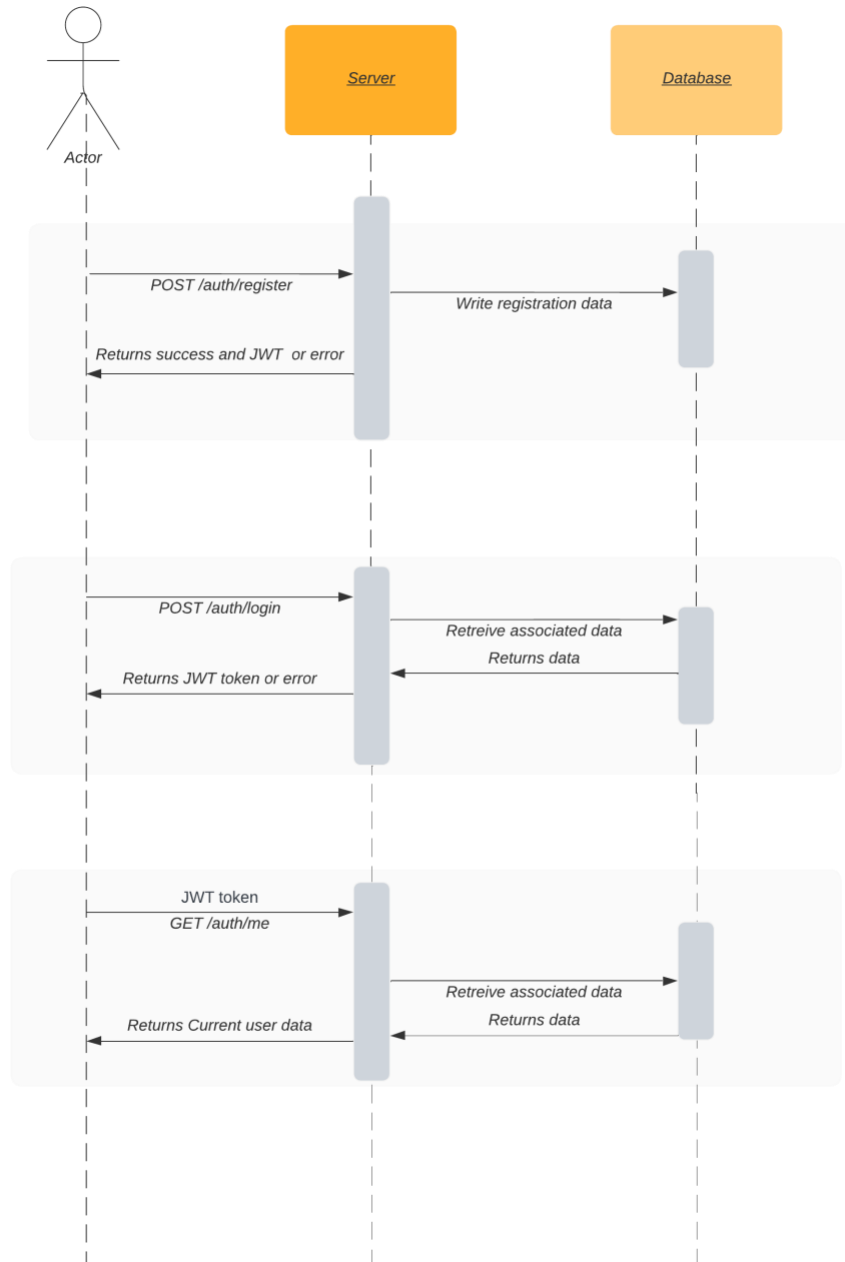 Server
Database
Actor
POST /auth/register
Write registration data
Returns success and JWT  or error
POST /auth/login
Retreive associated data
Returns data
Returns JWT token or error
JWT token
GET /auth/me
Retreive associated data
Returns data
Returns Current user data